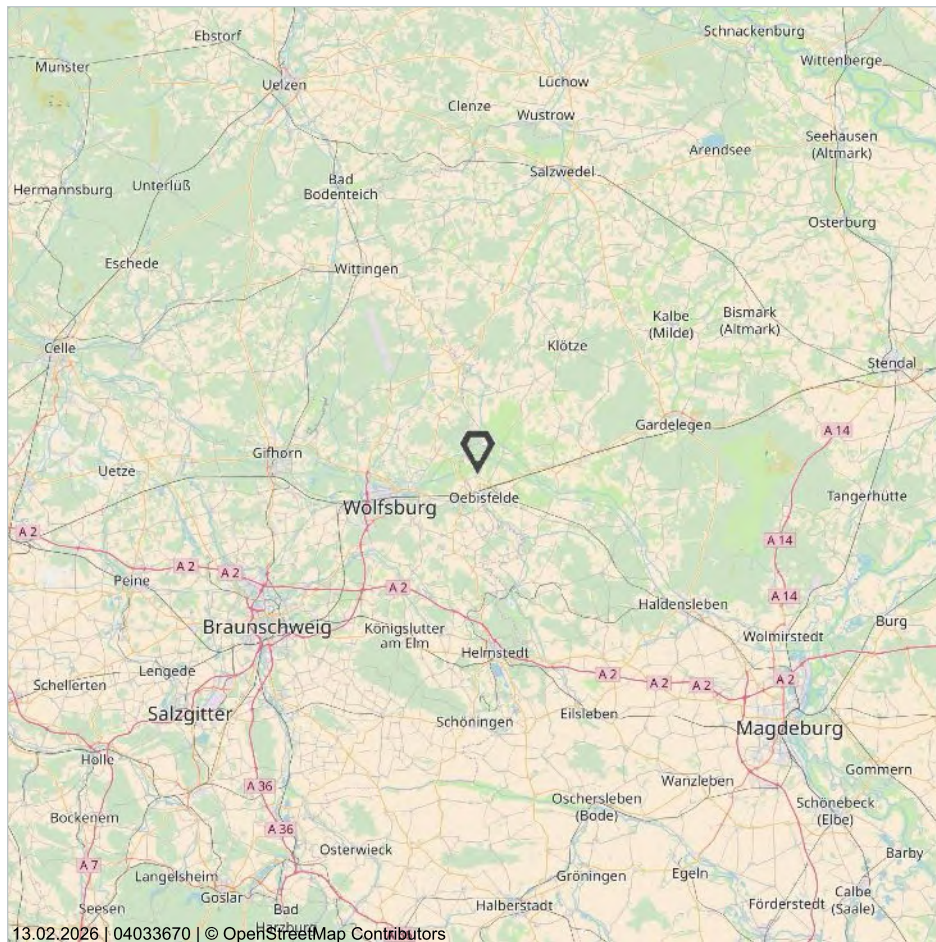 Schnackenburg
Ebstorf
Wittenberge
Munster
Lüchow
Uelzen
Clenze
Wustrow
Seehausen
(Altmark)
Arendsee
Salzwedel
Hermannsburg
Unterlüß
Bad
Bodenteich
Osterburg
Eschede
Wittingen
Kalbe
(Milde)
Bismark
(Altmark)
Celle
Klötze
Stendal
Gardelegen
A 14
Gifhorn
Uetze
Oebisfelde
Tangerhütte
Wolfsburg
A 2
A 14
A 2
A 2
Peine
A 2
A 14
Haldensleben
Braunschweig
Königslutter
am Elm
Wolmirstedt
Burg
Helmstedt
Lengede
A 2
A 2
A 2
A 2
Schellerten
Salzgitter
Schöningen
Eilsleben
Magdeburg
Holle
Gommern
A 36
Wanzleben
Oschersleben
(Bode)
Schönebeck
(Elbe)
Bockenem
A 36
Osterwieck
Barby
A 7
Langelsheim
Gröningen
Egeln
Goslar
Calbe
(Saale)
Seesen
Bad
Harzburg
Halberstadt
Förderstedt
13.02.2026 | 04033670 | © OpenStreetMap Contributors